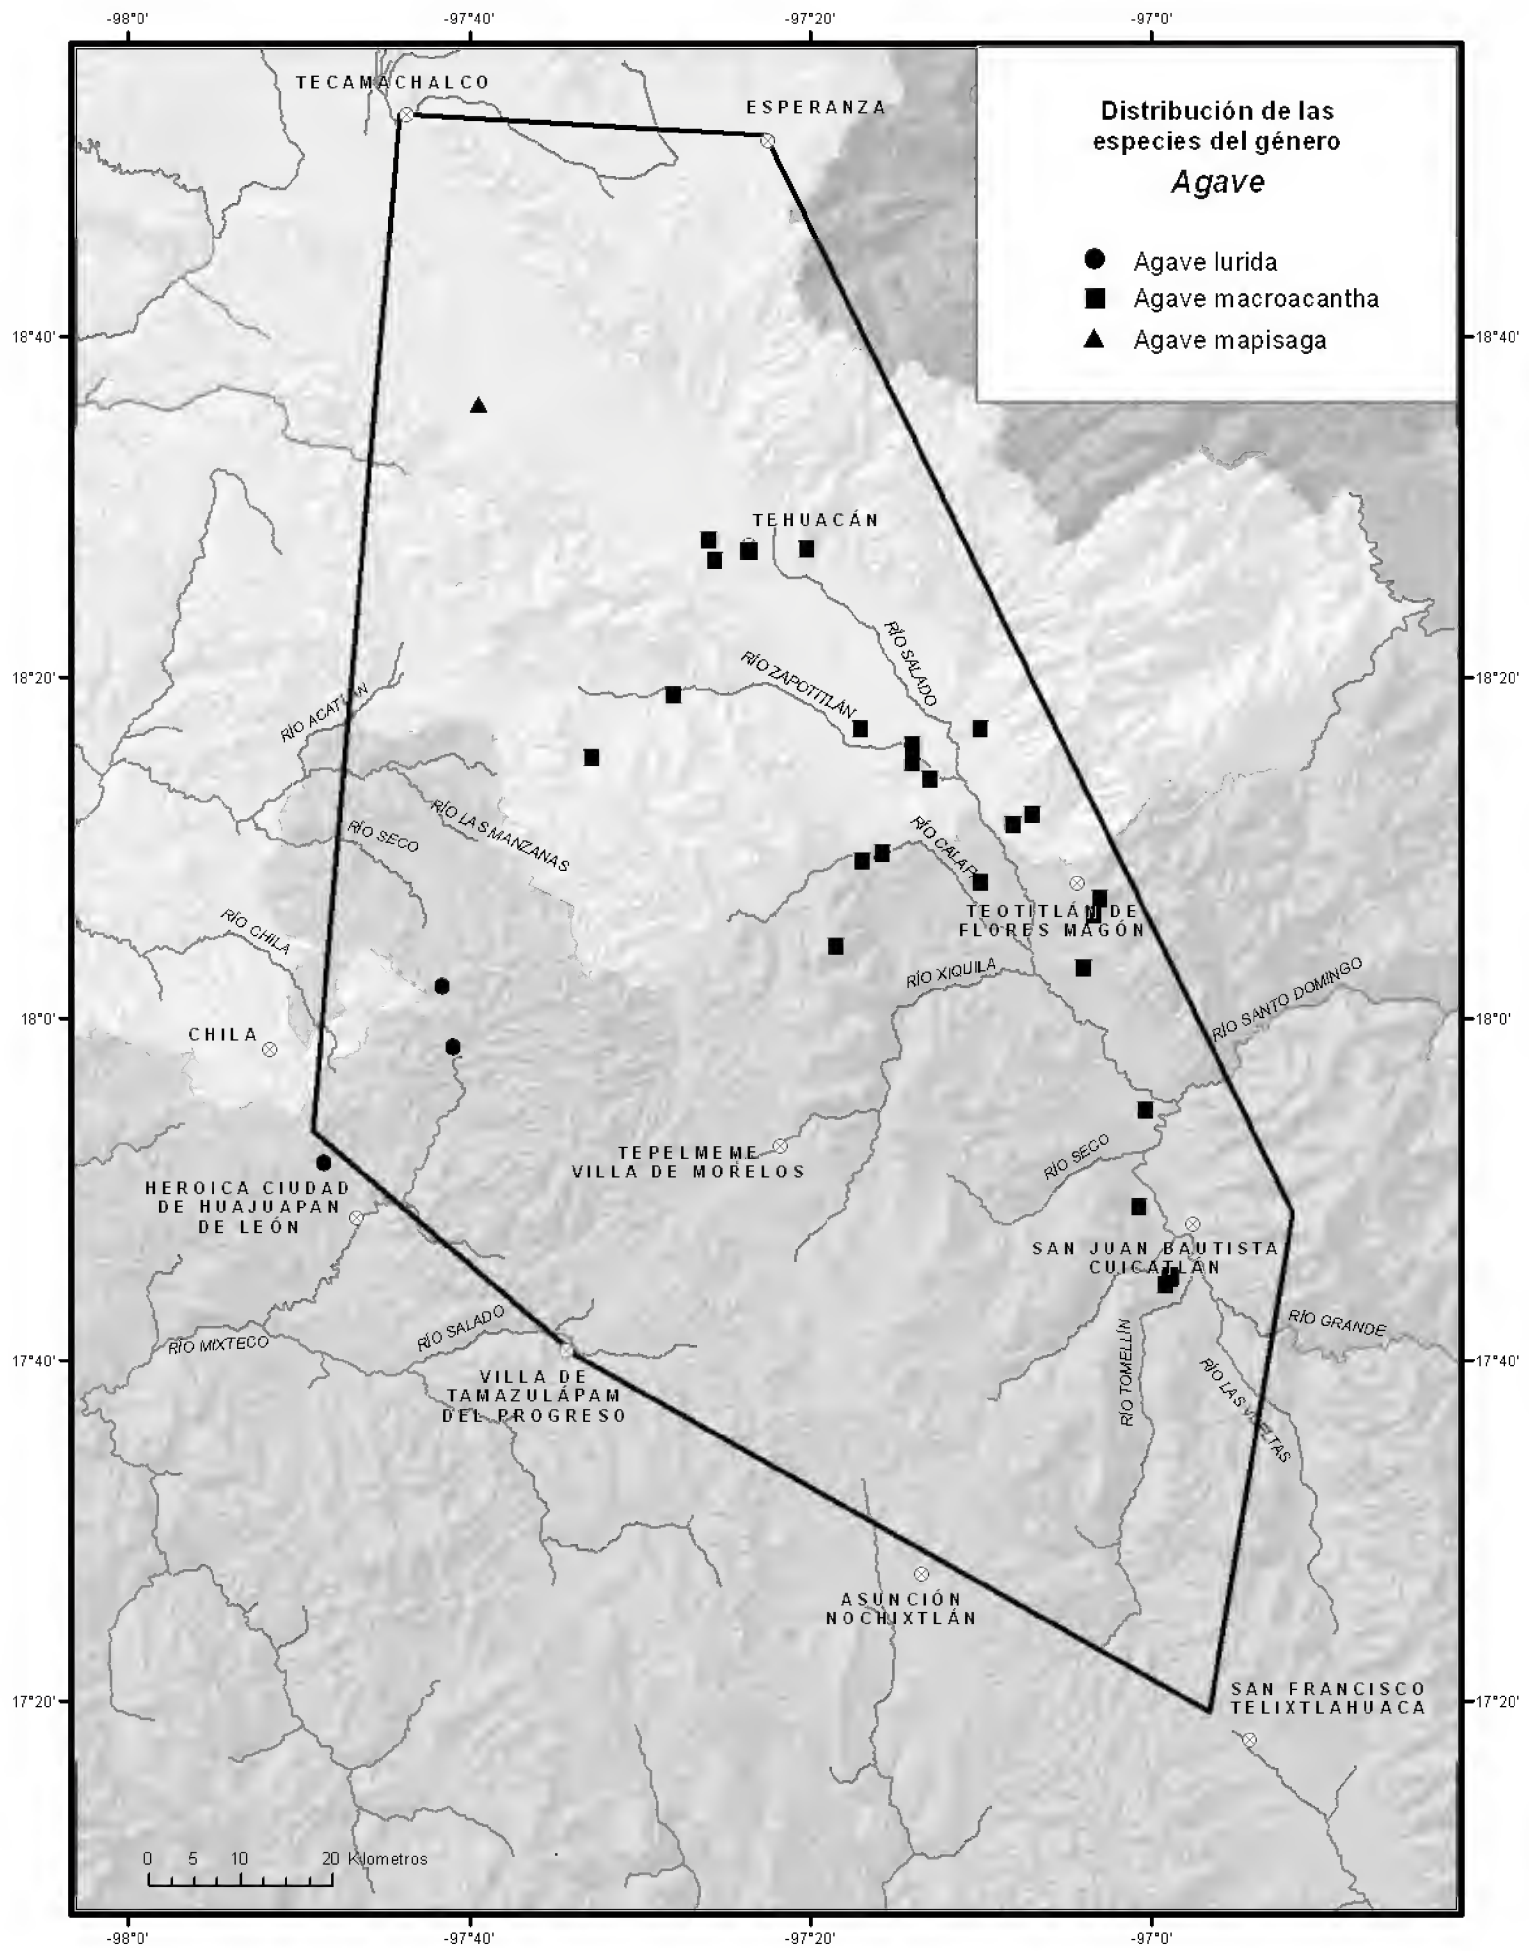 -98°0'
-97°40'
-97°20'
-97°0'
TECAMACHALCO
ESPERANZA
Distribución de las
especies del género
Agave
Agave lurida
Agave macroacantha
Agave mapisaga
18°40'
18°40'
TEHUACÁN
RÍO SALADO
RÍO ZAPOTITLÁN
18°20'
18°20'
RÍO ACATLÁN
RÍO LAS MANZANAS
RÍO SECO
RÍO CALAPA
TEOTITLÁN DE
FLORES MAGÓN
RÍO CHILA
RÍO XIQUILA
RÍO SANTO DOMINGO
18°0'
18°0'
CHILA
TEPELMEME
VILLA DE MORELOS
RÍO SECO
HEROICA CIUDAD
DE HUAJUAPAN
DE LEÓN
SAN JUAN BAUTISTA
CUICATLÁN
RÍO GRANDE
RÍO MIXTECO
RÍO SALADO
17°40'
17°40'
RÍO TOMELLÍN
RÍO LAS VUELTAS
VILLA DE
TAMAZULÁPAM
DEL PROGRESO
ASUNCIÓN
NOCHIXTLÁN
SAN FRANCISCO
TELIXTLAHUACA
17°20'
17°20'
0 5 10 20 Kilometros
-98°0'
-97°40'
-97°20'
-97°0'